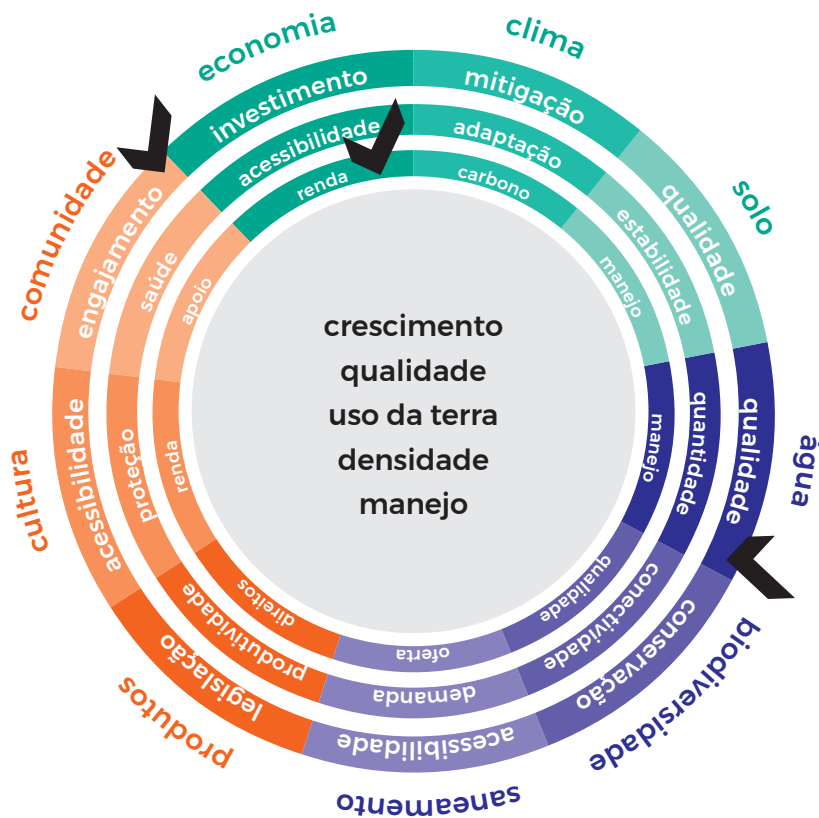 economia
investimento
acessibilidade
renda
clima
mitigação
adaptação
carbono
solo
qualidade
estabilidade
manejo
água
qualidade
quantidade
manejo
biodiversidade
conservação
conectividade
qualidade
saneamento
acessibilidade
demanda
oferta
produtos
legislação
produtividade
direitos
cultura
acessibilidade
proteção
renda
comunidade
engajamento
saúde
apoio
crescimento
qualidade
uso da terra
densidade
manejo